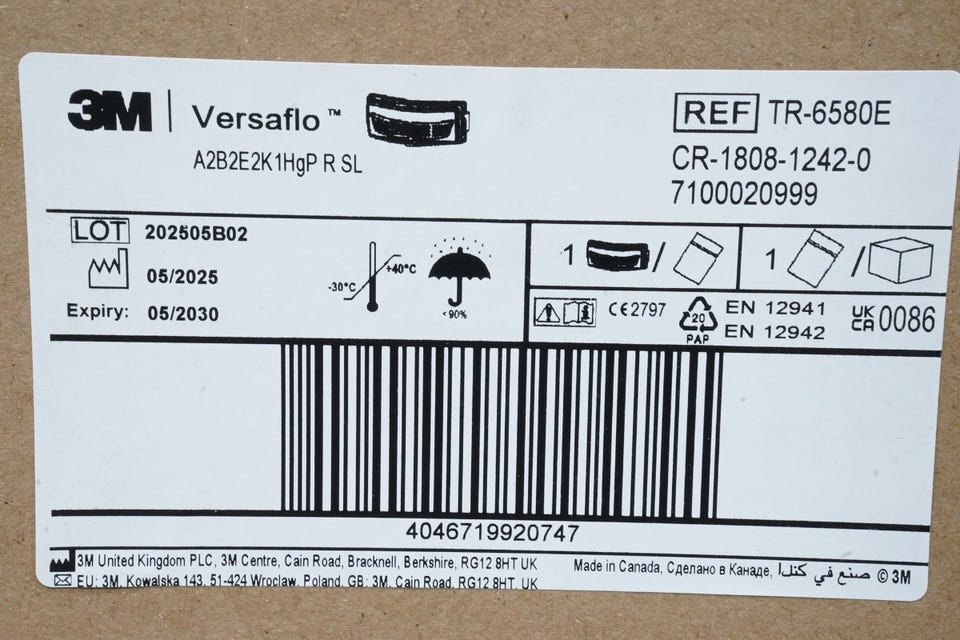 3M | Versaflo™
A2B2E2K1HgP R SL
REF TR-6580E
CR-1808-1242-0
7100020999
LOT 202505B02
05/2025
Expiry: 05/2030
-30°C +40°C
<90%
1 /
1 /
CE2797
20
PAP
EN 12941
EN 12942
UK
CA 0086
4046719920747
3M United Kingdom PLC, 3M Centre, Cain Road, Bracknell, Berkshire, RG12 8HT UK
EU: 3M, Kowalska 143, 51-424 Wroclaw, Poland, GB: 3M, Cain Road, RG12 8HT, UK
Made in Canada, Сделано в Канаде, صنع في كندا © 3M